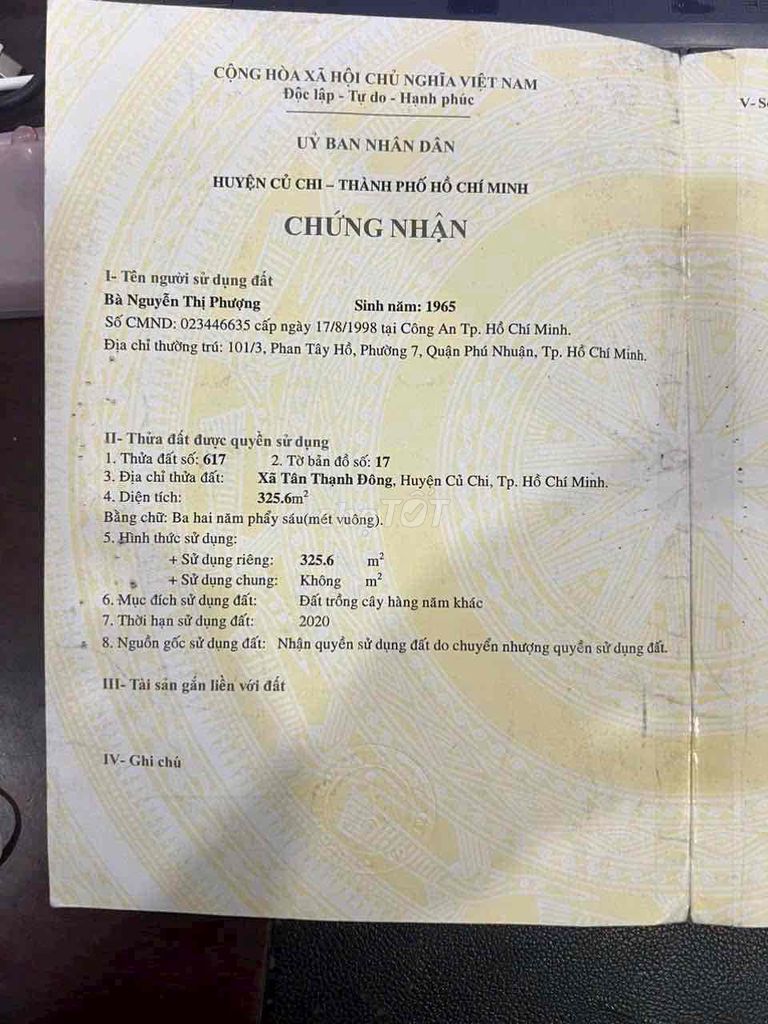 CỘNG HÒA XÃ HỘI CHỦ NGHĨA VIỆT NAM
Độc lập - Tự do - Hạnh phúc
UỶ BAN NHÂN DÂN
HUYỆN CỦ CHI – THÀNH PHỐ HỒ CHÍ MINH
CHỨNG NHẬN
I- Tên người sử dụng đất
Bà Nguyễn Thị Phượng Sinh năm: 1965
Số CMND: 023446635 cấp ngày 17/8/1998 tại Công An Tp. Hồ Chí Minh.
Địa chỉ thường trú: 101/3, Phan Tây Hồ, Phường 7, Quận Phú Nhuận, Tp. Hồ Chí Minh.
II- Thửa đất được quyền sử dụng
1. Thửa đất số: 617 2. Tờ bản đồ số: 17
3. Địa chỉ thửa đất: Xã Tân Thạnh Đông, Huyện Củ Chi, Tp. Hồ Chí Minh.
4. Diện tích: 325.6m²
Bằng chữ: Ba hai năm phẩy sáu(mét vuông).
5. Hình thức sử dụng:
+ Sử dụng riêng: 325.6 m²
+ Sử dụng chung: Không m²
6. Mục đích sử dụng đất: Đất trồng cây hàng năm khác
7. Thời hạn sử dụng đất: 2020
8. Nguồn gốc sử dụng đất: Nhận quyền sử dụng đất do chuyển nhượng quyền sử dụng đất.
III- Tài sản gắn liền với đất
IV- Ghi chú
V- S
TỐT